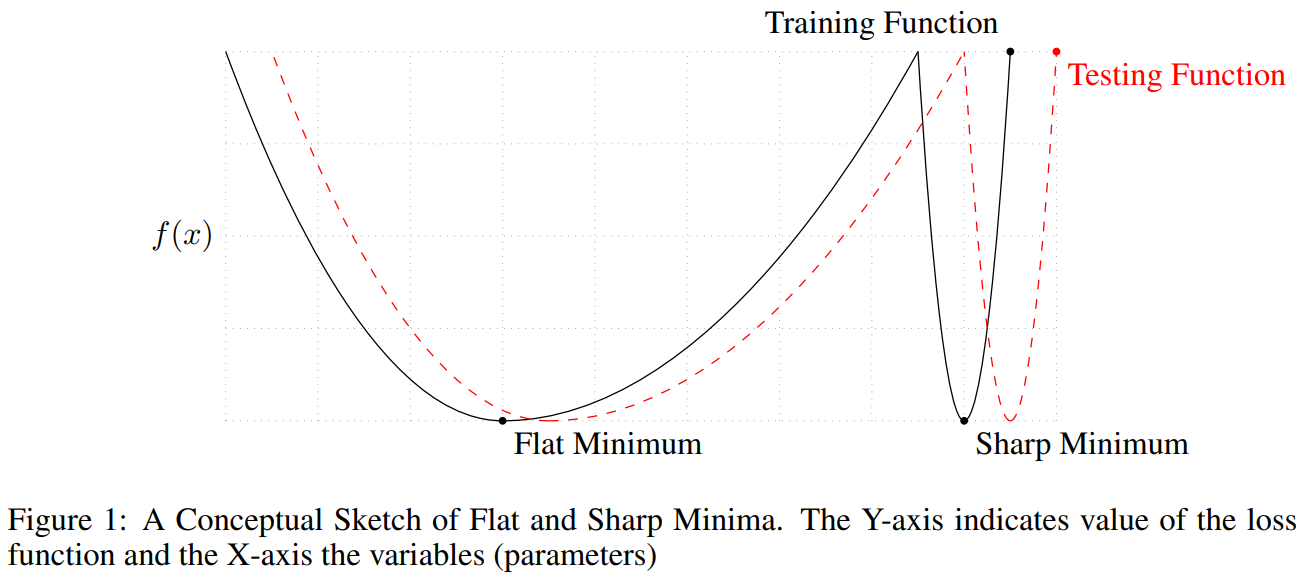 Training Function
Testing Function
f(x)
Flat Minimum
Sharp Minimum
Figure 1: A Conceptual Sketch of Flat and Sharp Minima. The Y-axis indicates value of the loss
function and the X-axis the variables (parameters)